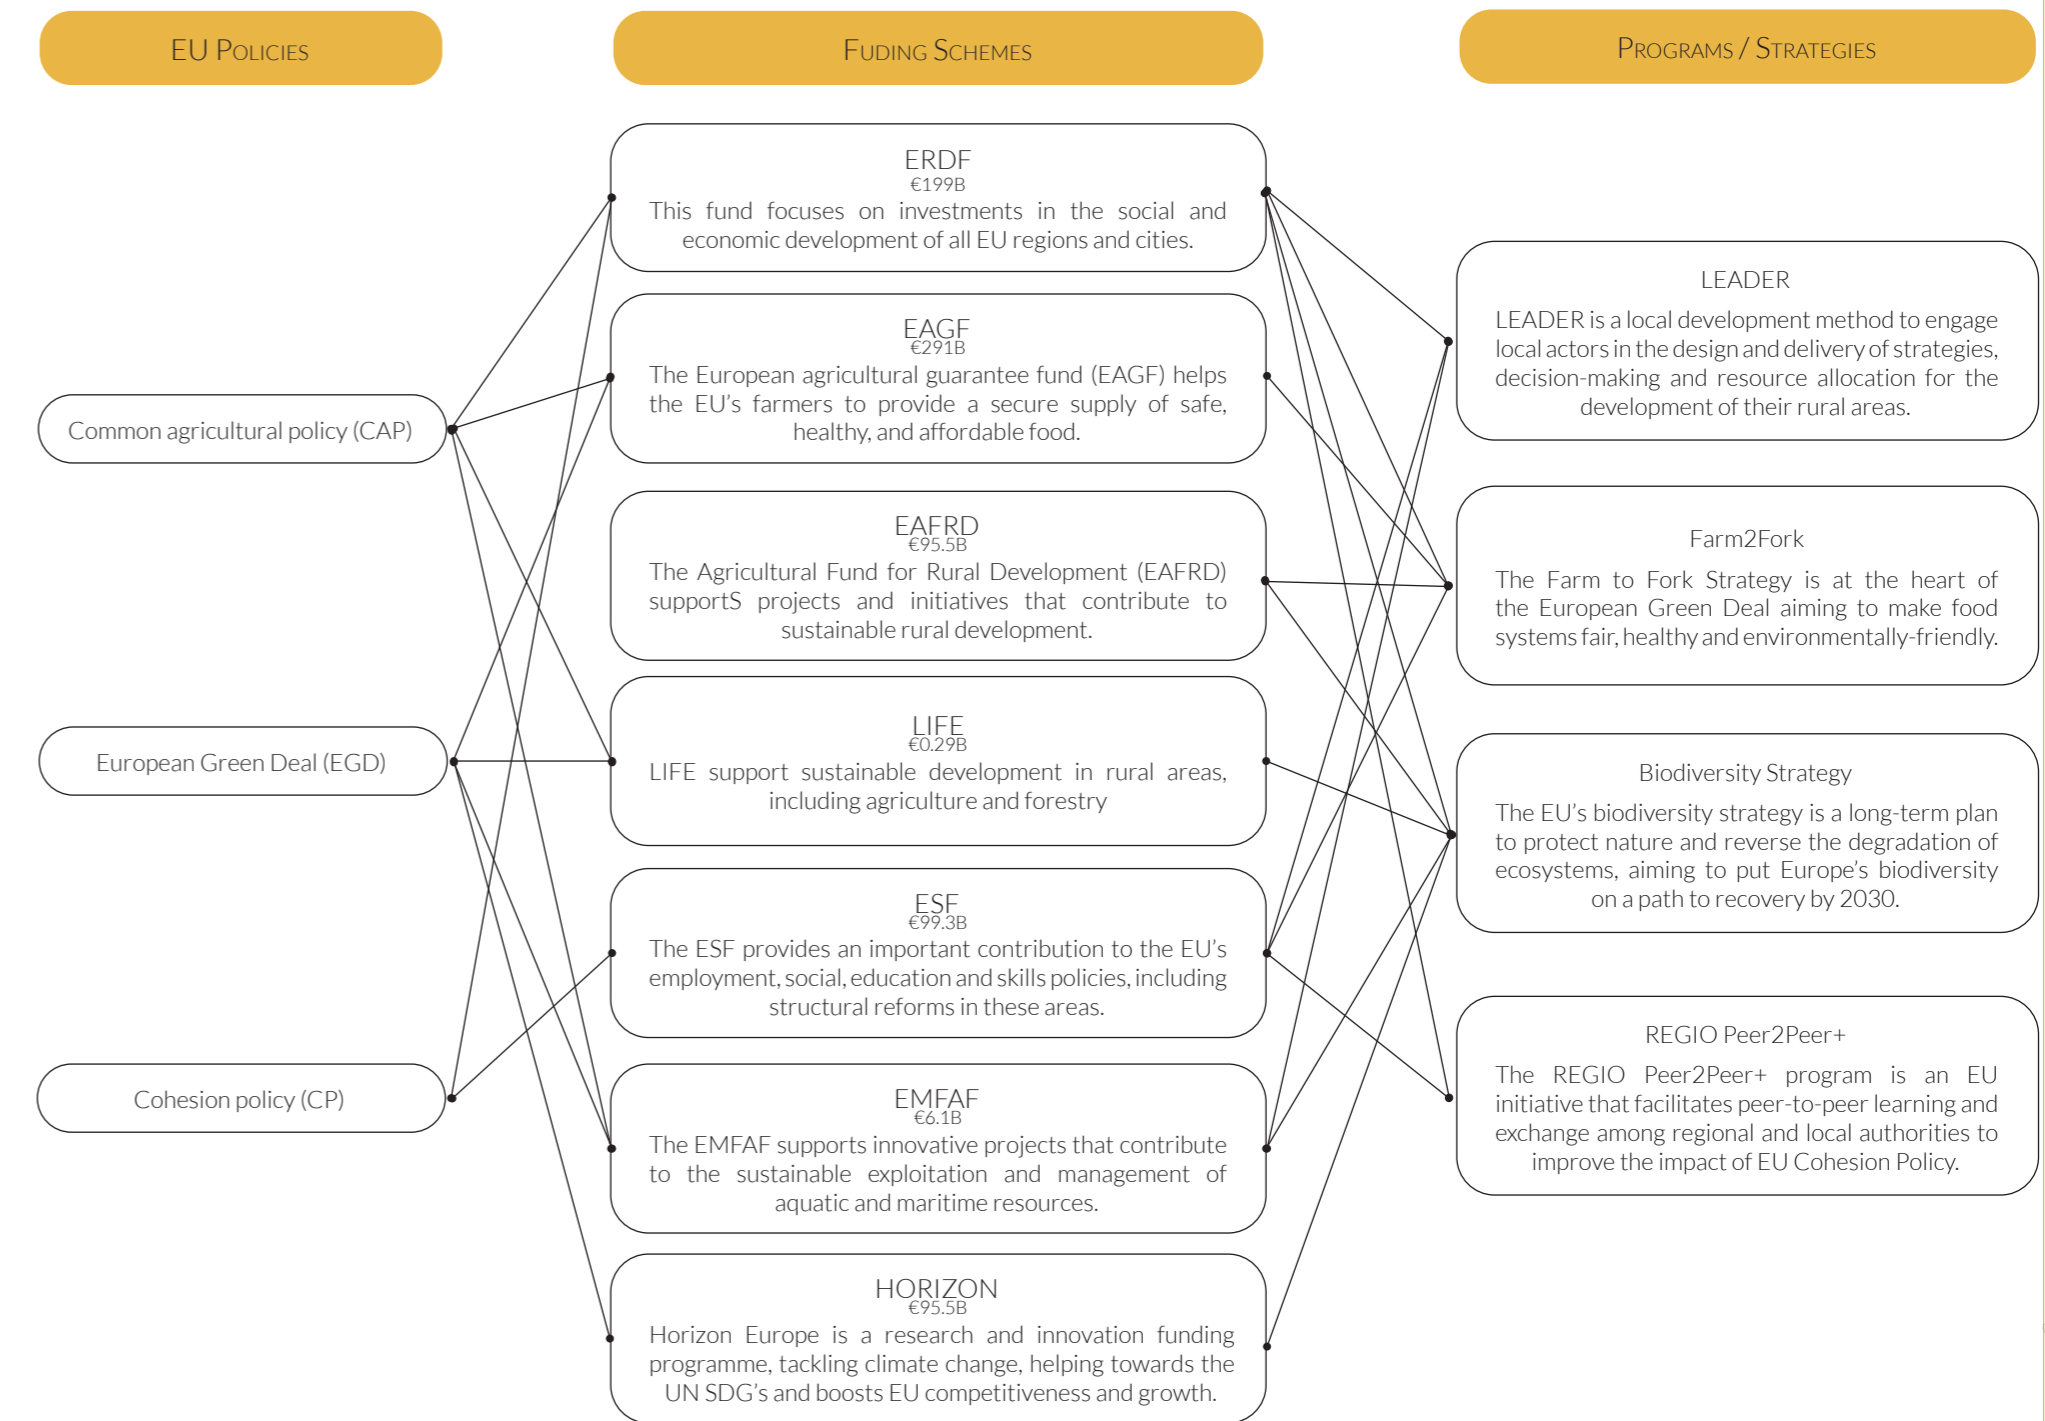 EU Policies
Fuding Schemes
Programs / Strategies
Common agricultural policy (CAP)
European Green Deal (EGD)
Cohesion policy (CP)
ERDF
€199B
This fund focuses on investments in the social and
economic development of all EU regions and cities.
EAGF
€291B
The European agricultural guarantee fund (EAGF) helps
the EU's farmers to provide a secure supply of safe,
healthy, and affordable food.
EAFRD
€95.5B
The Agricultural Fund for Rural Development (EAFRD)
supportS projects and initiatives that contribute to
sustainable rural development.
LIFE
€0.29B
LIFE support sustainable development in rural areas,
including agriculture and forestry
ESF
€99.3B
The ESF provides an important contribution to the EU's
employment, social, education and skills policies, including
structural reforms in these areas.
EMFAF
€6.1B
The EMFAF supports innovative projects that contribute
to the sustainable exploitation and management of
aquatic and maritime resources.
HORIZON
€95.5B
Horizon Europe is a research and innovation funding
programme, tackling climate change, helping towards the
UN SDG's and boosts EU competitiveness and growth.
LEADER
LEADER is a local development method to engage
local actors in the design and delivery of strategies,
decision-making and resource allocation for the
development of their rural areas.
Farm2Fork
The Farm to Fork Strategy is at the heart of
the European Green Deal aiming to make food
systems fair, healthy and environmentally-friendly.
Biodiversity Strategy
The EU's biodiversity strategy is a long-term plan
to protect nature and reverse the degradation of
ecosystems, aiming to put Europe's biodiversity
on a path to recovery by 2030.
REGIO Peer2Peer+
The REGIO Peer2Peer+ program is an EU
initiative that facilitates peer-to-peer learning and
exchange among regional and local authorities to
improve the impact of EU Cohesion Policy.